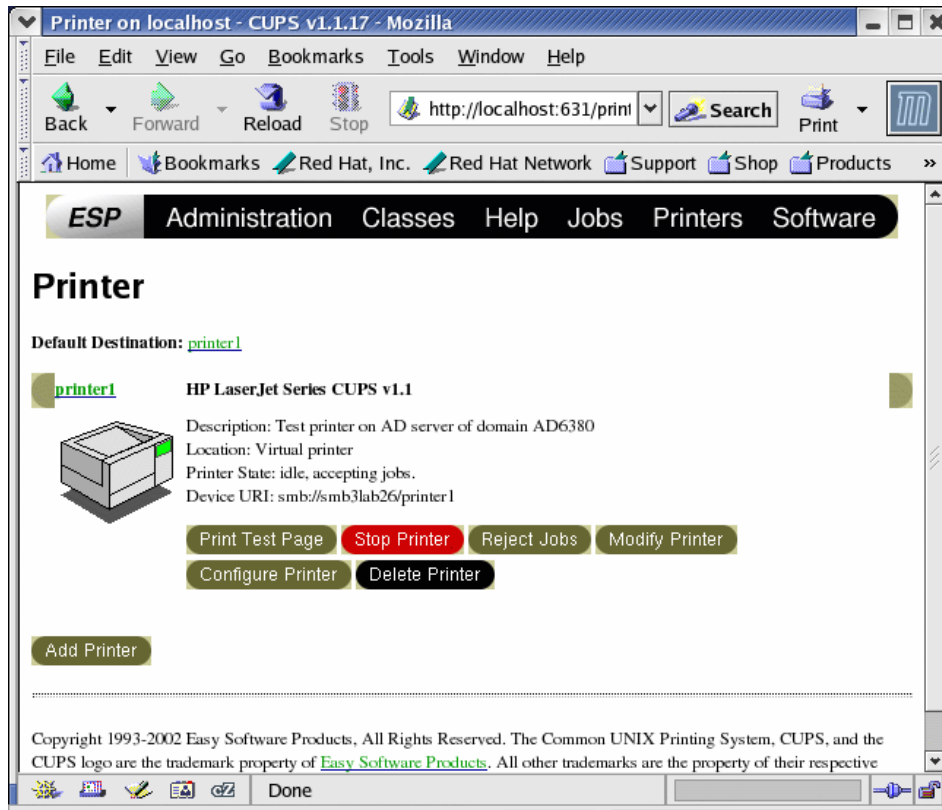 Printer on localhost - CUPS v1.1.17 - Mozilla
File Edit View Go Bookmarks Tools Window Help
Back Forward Reload Stop http://localhost:631/print Search Print
Home Bookmarks Red Hat, Inc. Red Hat Network Support Shop Products »
ESP Administration Classes Help Jobs Printers Software
Printer
Default Destination: printer1
printer1 HP LaserJet Series CUPS v1.1
Description: Test printer on AD server of domain AD6380
Location: Virtual printer
Printer State: idle, accepting jobs.
Device URI: smb://smb3lab26/printer1
Print Test Page Stop Printer Reject Jobs Modify Printer
Configure Printer Delete Printer
Add Printer
Copyright 1993-2002 Easy Software Products, All Rights Reserved. The Common UNIX Printing System, CUPS, and the
CUPS logo are the trademark property of Easy Software Products. All other trademarks are the property of their respective
Done